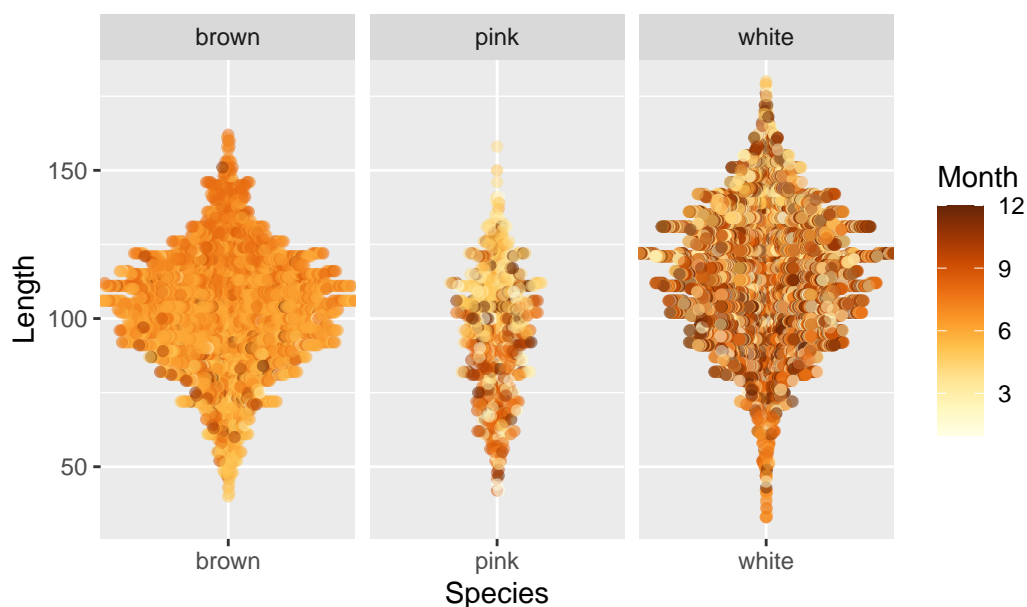 brown pink white
Length
150
100
50
Month
12
9
6
3
brown pink white
Species